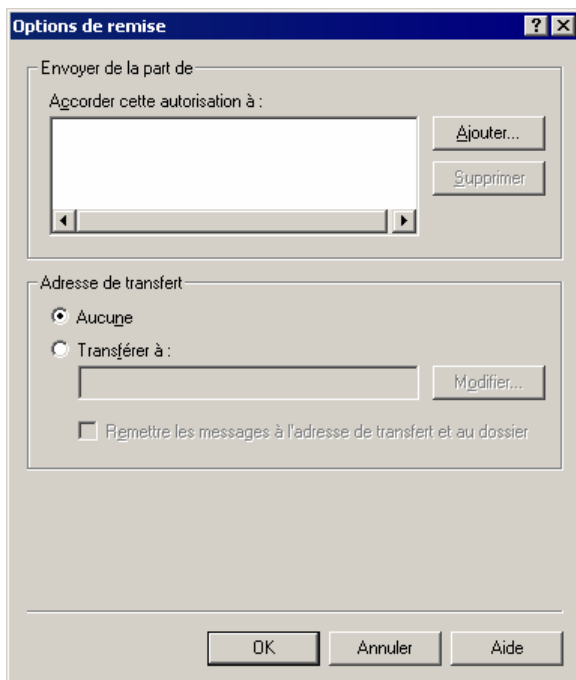 Options de remise
Envoyer de la part de
Accorder cette autorisation à :
Ajouter...
Supprimer
Adresse de transfert
Aucune
Transférer à :
Modifier...
Remettre les messages à l'adresse de transfert et au dossier
OK Annuler Aide